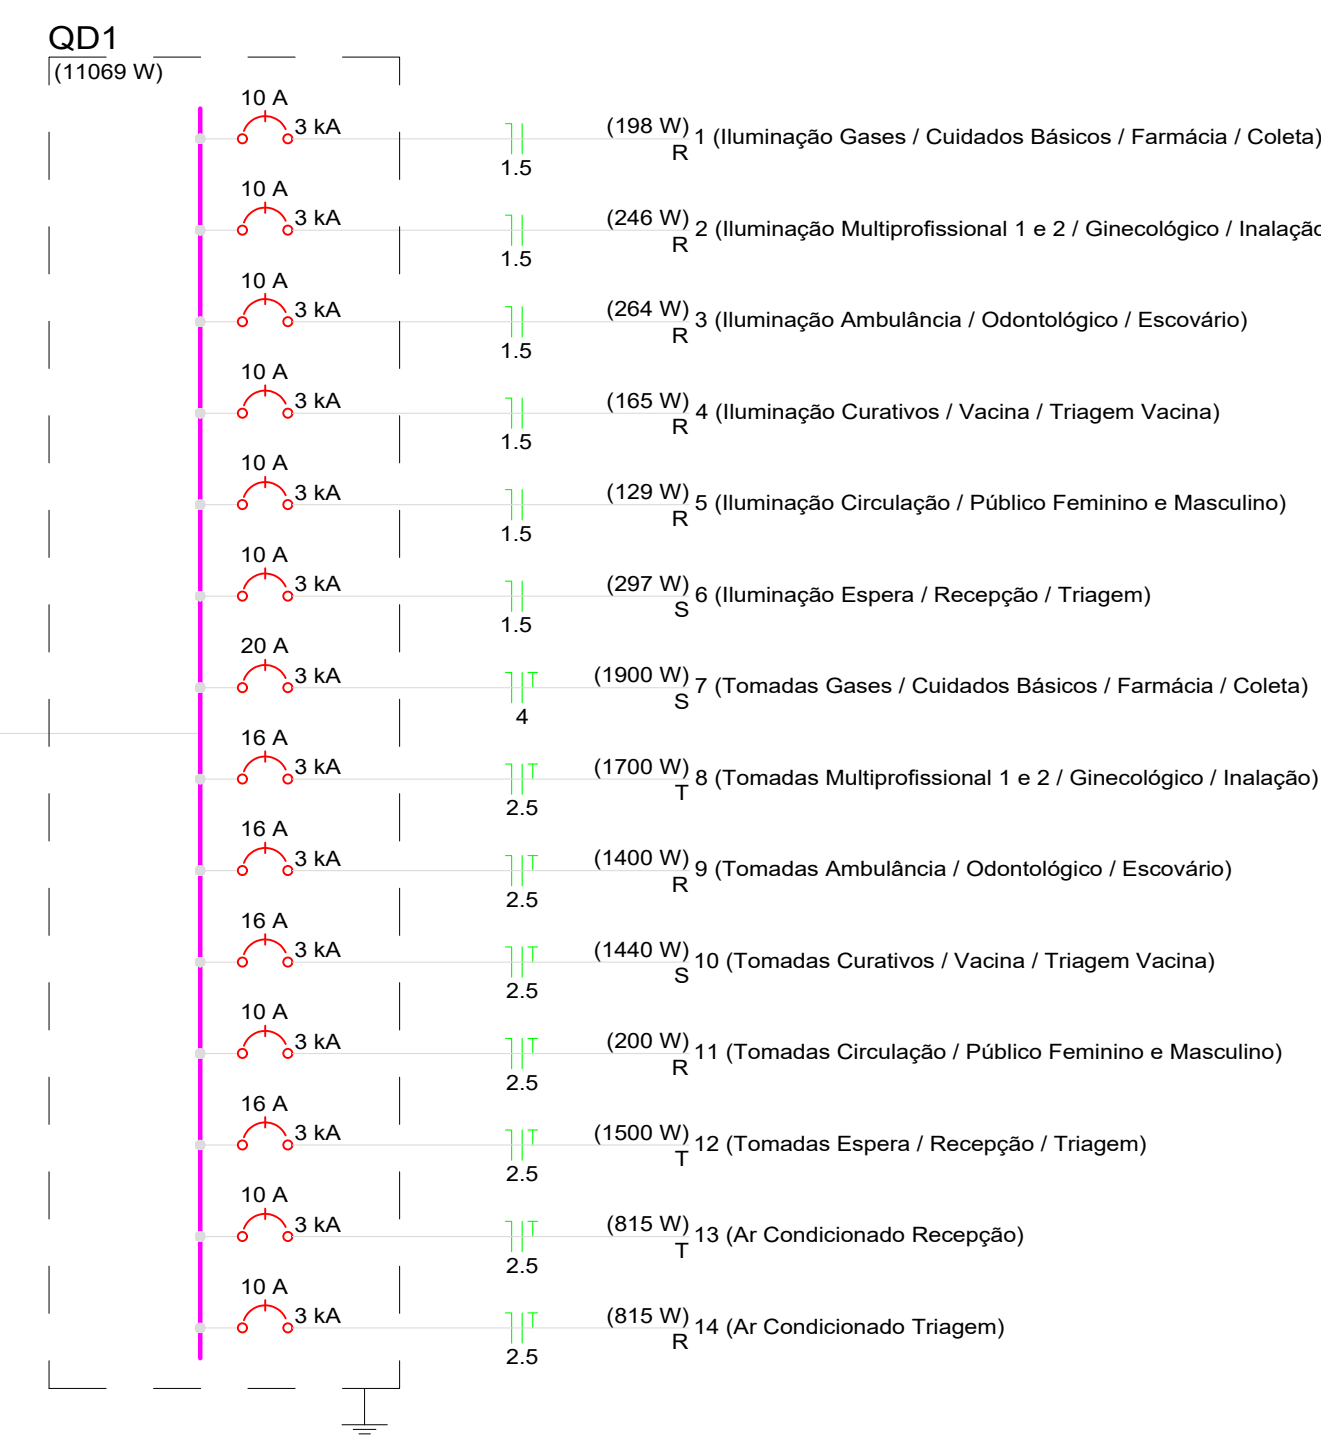 QD1
(11069 W)
10 A
3 kA
1.5
(198 W)
R
1 (Iluminação Gases / Cuidados Básicos / Farmácia / Coleta)
10 A
3 kA
1.5
(246 W)
R
2 (Iluminação Multiprofissional 1 e 2 / Ginecológico / Inalação
10 A
3 kA
1.5
(264 W)
R
3 (Iluminação Ambulância / Odontológico / Escovário)
10 A
3 kA
1.5
(165 W)
R
4 (Iluminação Curativos / Vacina / Triagem Vacina)
10 A
3 kA
1.5
(129 W)
R
5 (Iluminação Circulação / Público Feminino e Masculino)
10 A
3 kA
1.5
(297 W)
S
6 (Iluminação Espera / Recepção / Triagem)
20 A
3 kA
4
(1900 W)
S
7 (Tomadas Gases / Cuidados Básicos / Farmácia / Coleta)
16 A
3 kA
2.5
(1700 W)
T
8 (Tomadas Multiprofissional 1 e 2 / Ginecológico / Inalação)
16 A
3 kA
2.5
(1400 W)
R
9 (Tomadas Ambulância / Odontológico / Escovário)
16 A
3 kA
2.5
(1440 W)
S
10 (Tomadas Curativos / Vacina / Triagem Vacina)
10 A
3 kA
2.5
(200 W)
R
11 (Tomadas Circulação / Público Feminino e Masculino)
16 A
3 kA
2.5
(1500 W)
T
12 (Tomadas Espera / Recepção / Triagem)
10 A
3 kA
2.5
(815 W)
T
13 (Ar Condicionado Recepção)
10 A
3 kA
2.5
(815 W)
R
14 (Ar Condicionado Triagem)